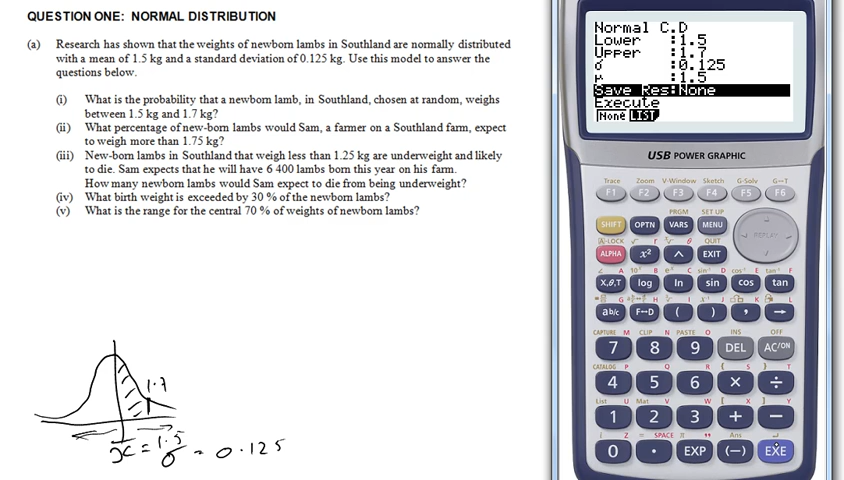 QUESTION ONE: NORMAL DISTRIBUTION
(a) Research has shown that the weights of newborn lambs in Southland are normally distributed
with a mean of 1.5 kg and a standard deviation of 0.125 kg. Use this model to answer the
questions below.
(i) What is the probability that a newborn lamb, in Southland, chosen at random, weighs
between 1.5 kg and 1.7 kg?
(ii) What percentage of new-born lambs would Sam, a farmer on a Southland farm, expect
to weigh more than 1.75 kg?
(iii) New-born lambs in Southland that weigh less than 1.25 kg are underweight and likely
to die. Sam expects that he will have 6 400 lambs born this year on his farm.
How many newborn lambs would Sam expect to die from being underweight?
(iv) What birth weight is exceeded by 30 % of the newborn lambs?
(v) What is the range for the central 70 % of weights of newborn lambs?
1.7
x̄ = 1.5
σ = 0.125
Normal C.D
Lower :1.5
Upper :1.7
σ :0.125
μ :1.5
Save Res:None
Execute
None LIST
USB POWER GRAPHIC
Trace Zoom V-Window Sketch G-Solv G↔T
F1 F2 F3 F4 F5 F6
PRGM SET UP
SHIFT OPTN VARS MENU
REPLAY
A-LOCK √ r ˣ√ θ QUIT
ALPHA x² ^ EXIT
∠ A 10ˣ B eˣ C sin⁻¹ D cos⁻¹ E tan⁻¹ F
X,θ,T log ln sin cos tan
G H I J K L
ab/c F↔D ( ) , →
CAPTURE M CLIP N PASTE O INS OFF
7 8 9 DEL AC/ON
CATALOG P Q R { S } T
4 5 6 × ÷
List U Mat V W [ X ] Y
1 2 3 + −
i Z = SPACE π " Ans ↵
0 . EXP (−) EXE